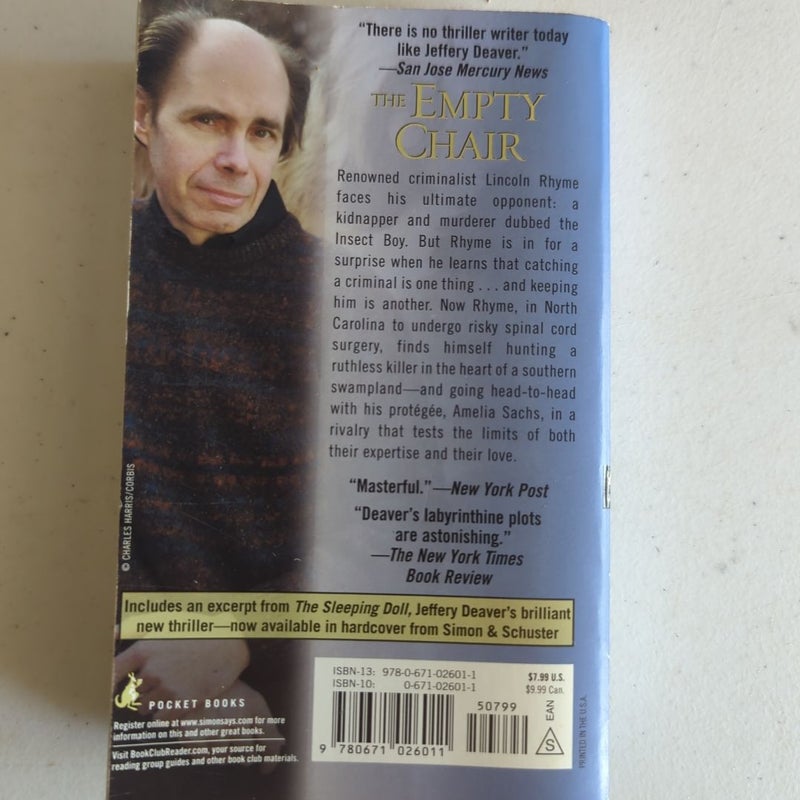 “There is no thriller writer today
like Jeffery Deaver.”
—San Jose Mercury News
THE EMPTY
CHAIR
Renowned criminalist Lincoln Rhyme
faces his ultimate opponent: a
kidnapper and murderer dubbed the
Insect Boy. But Rhyme is in for a
surprise when he learns that catching
a criminal is one thing . . . and keeping
him is another. Now Rhyme, in North
Carolina to undergo risky spinal cord
surgery, finds himself hunting a
ruthless killer in the heart of a southern
swampland—and going head-to-head
with his protégée, Amelia Sachs, in a
rivalry that tests the limits of both
their expertise and their love.
“Masterful.”—New York Post
“Deaver’s labyrinthine plots
are astonishing.”
—The New York Times
Book Review
© CHARLES HARRIS/CORBIS
Includes an excerpt from The Sleeping Doll, Jeffery Deaver’s brilliant
new thriller—now available in hardcover from Simon & Schuster
POCKET BOOKS
Register online at www.simonsays.com for more
information on this and other great books.
Visit BookClubReader.com, your source for
reading group guides and other book club materials.
ISBN-13: 978-0-671-02601-1
ISBN-10: 0-671-02601-1
$7.99 U.S.
$9.99 Can.
50799
9 780671 026011
EAN
S
PRINTED IN THE U.S.A.